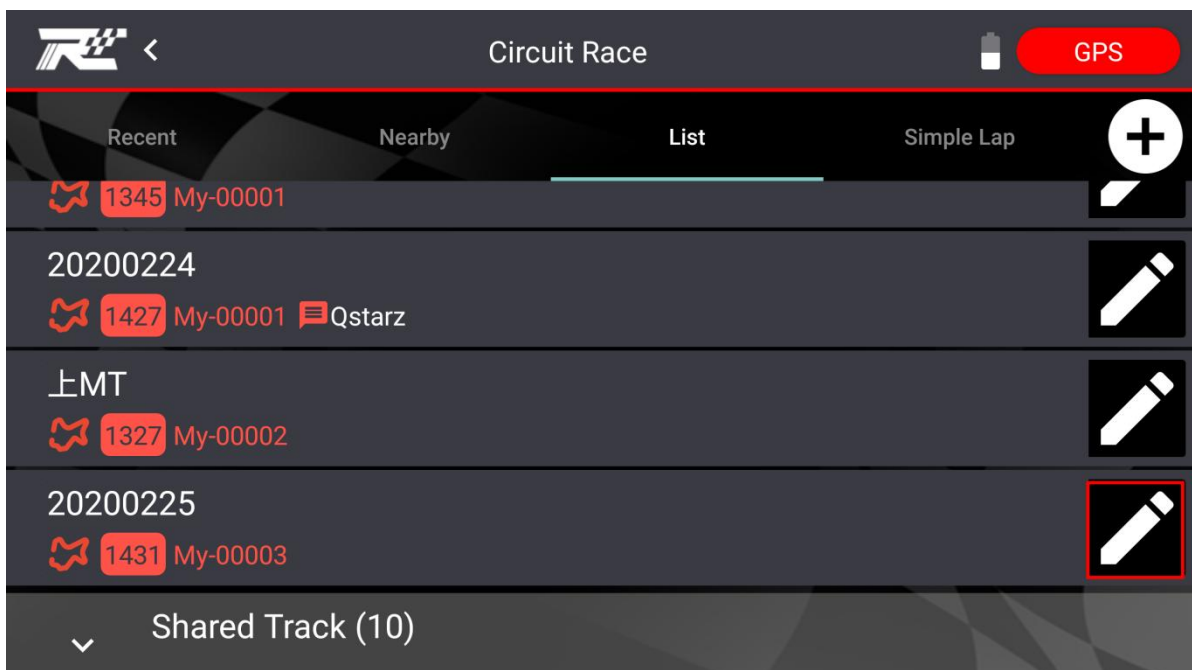 Circuit Race
GPS
Recent
Nearby
List
Simple Lap
1345 My-00001
20200224
1427 My-00001 Qstarz
上MT
1327 My-00002
20200225
1431 My-00003
Shared Track (10)